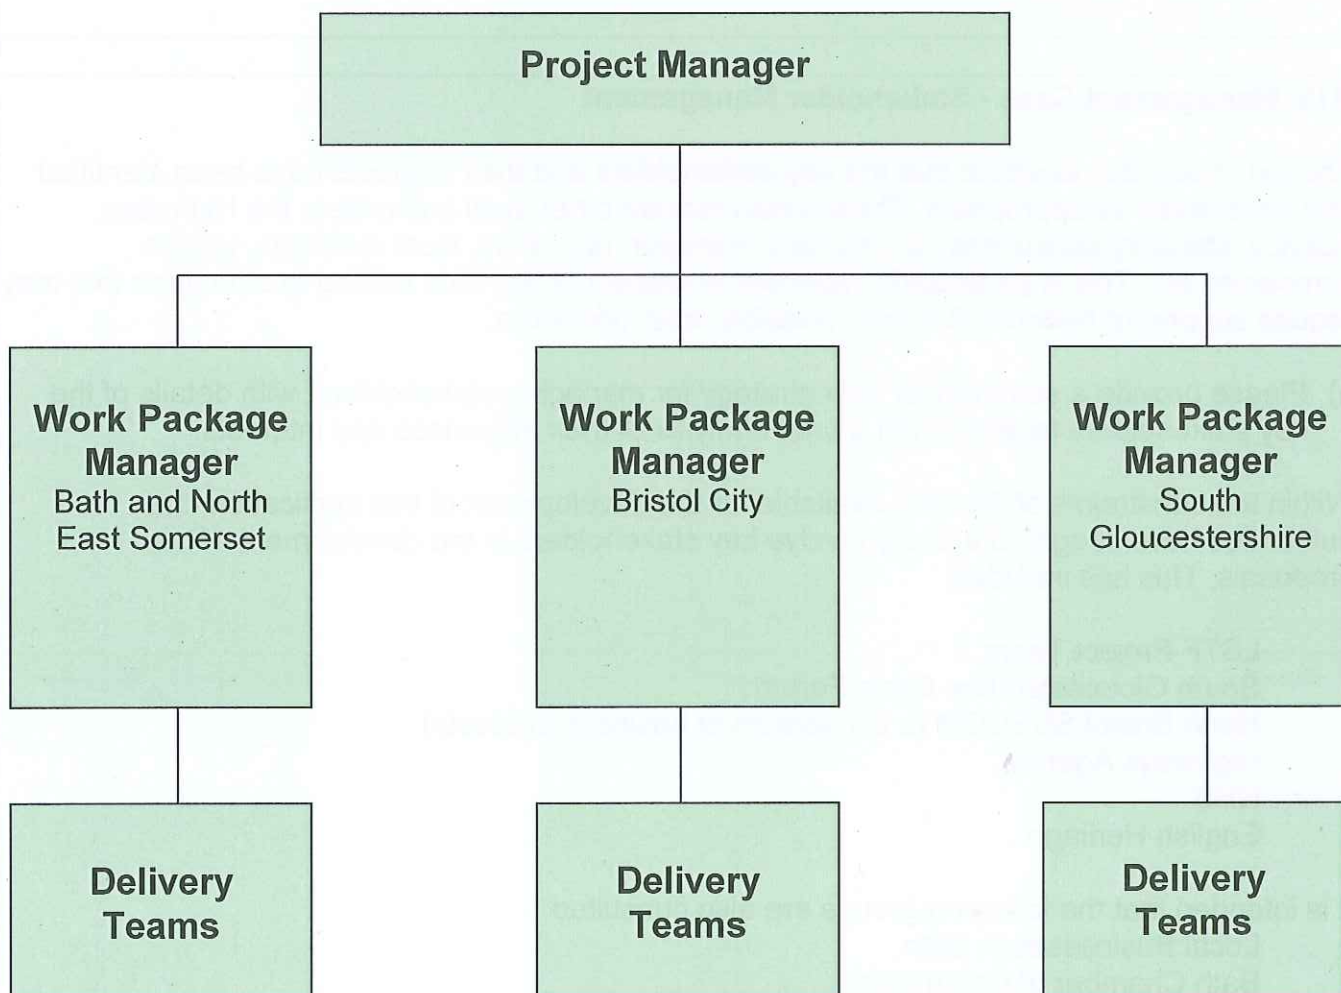 Project Manager
Work Package
Manager
Bath and North
East Somerset
Work Package
Manager
Bristol City
Work Package
Manager
South
Gloucestershire
Delivery
Teams
Delivery
Teams
Delivery
Teams